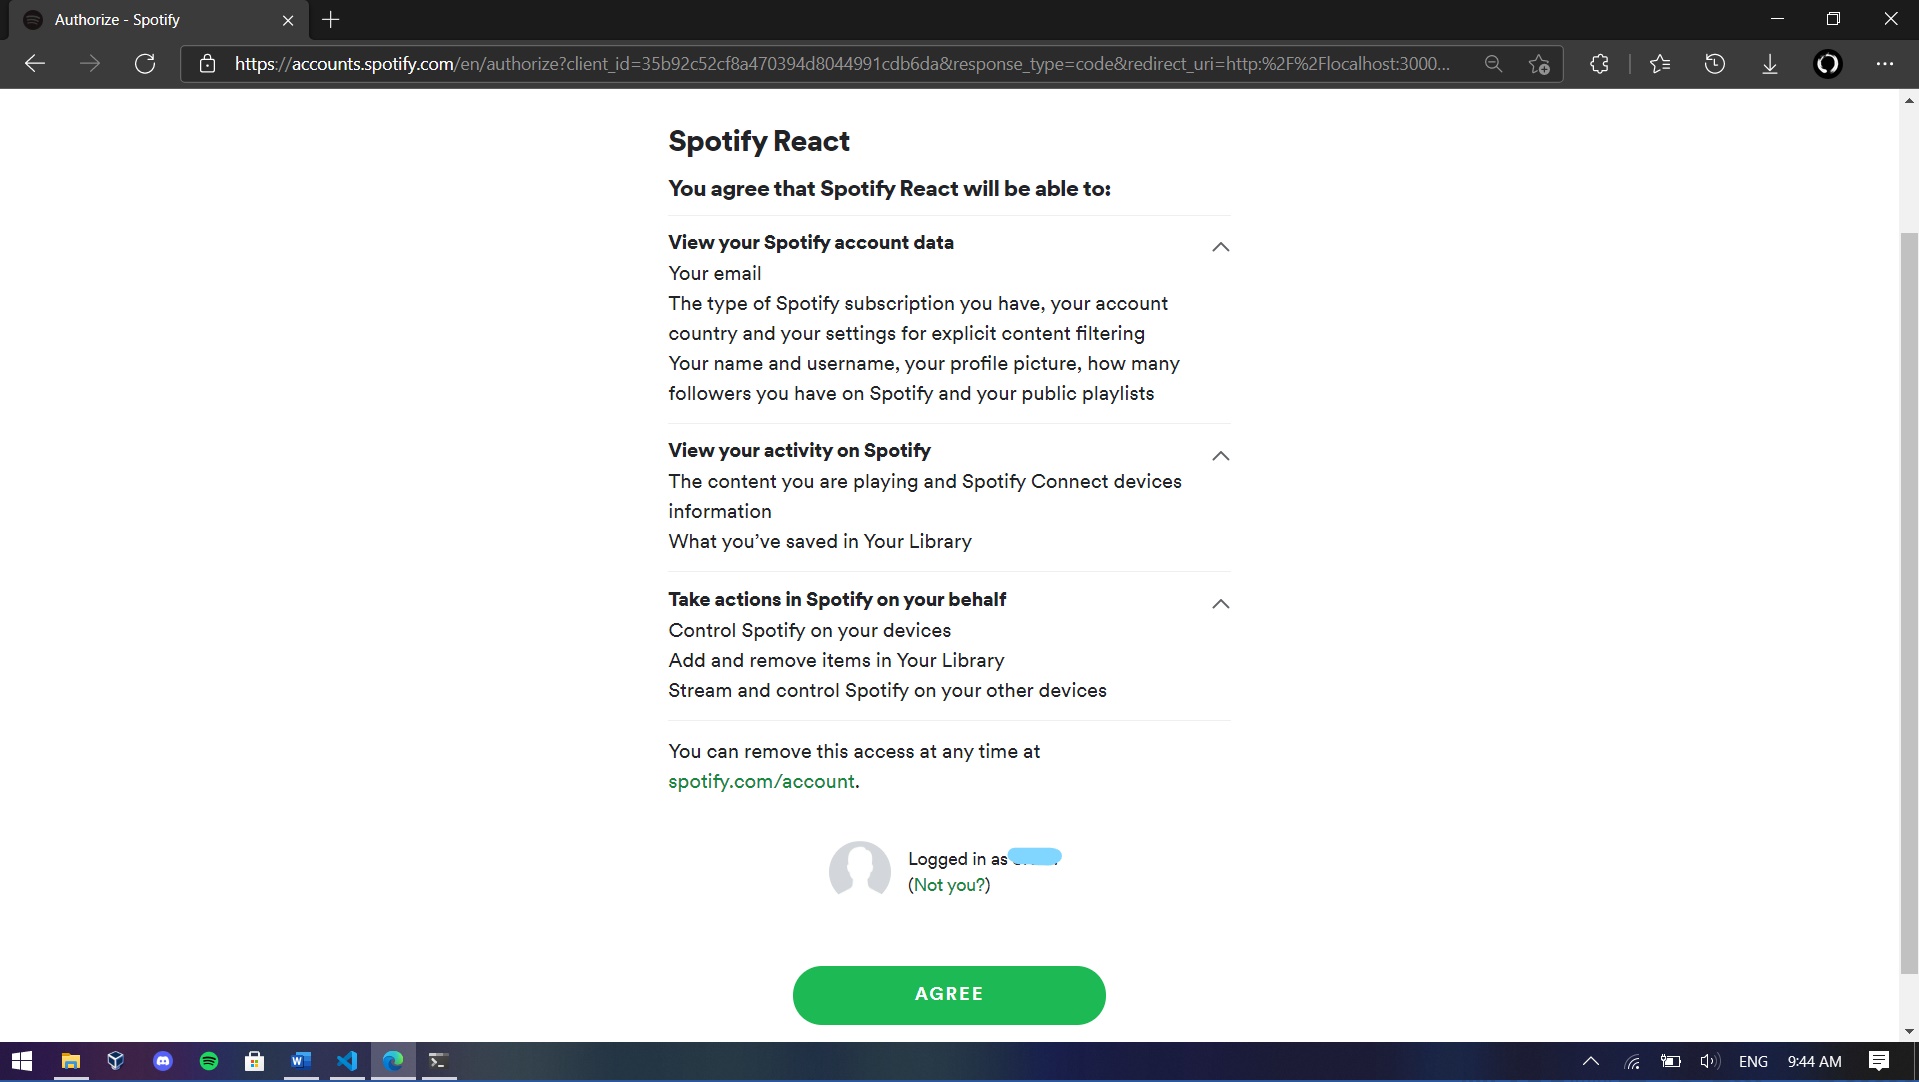 Authorize - Spotify
https://accounts.spotify.com/en/authorize?client_id=35b92c52cf8a470394d8044991cdb6da&response_type=code&redirect_uri=http:%2F%2Flocalhost:3000...
Spotify React
You agree that Spotify React will be able to:
View your Spotify account data
Your email
The type of Spotify subscription you have, your account
country and your settings for explicit content filtering
Your name and username, your profile picture, how many
followers you have on Spotify and your public playlists
View your activity on Spotify
The content you are playing and Spotify Connect devices
information
What you’ve saved in Your Library
Take actions in Spotify on your behalf
Control Spotify on your devices
Add and remove items in Your Library
Stream and control Spotify on your other devices
You can remove this access at any time at
spotify.com/account.
Logged in as
(Not you?)
AGREE
ENG
9:44 AM